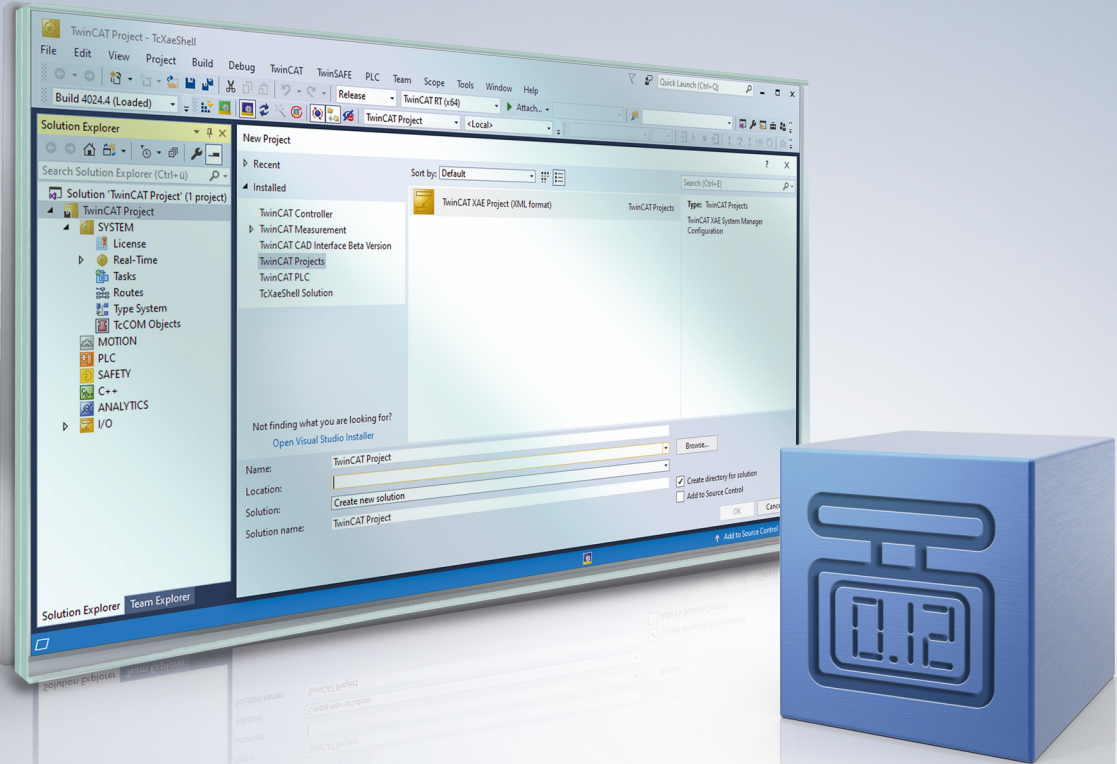 TwinCAT Project - TcXaeShell
File Edit View Project Build Debug TwinCAT TwinSAFE PLC Team Scope Tools Window Help
Quick Launch (Ctrl+Q)
Release TwinCAT RT (x64) Attach...
Build 4024.4 (Loaded) TwinCAT Project <Local>
Solution Explorer
Search Solution Explorer (Ctrl+ü)
Solution 'TwinCAT Project' (1 project)
TwinCAT Project
SYSTEM
License
Real-Time
Tasks
Routes
Type System
TcCOM Objects
MOTION
PLC
SAFETY
C++
ANALYTICS
I/O
Solution Explorer Team Explorer
New Project
? X
Recent
Installed
TwinCAT Controller
TwinCAT Measurement
TwinCAT CAD Interface Beta Version
TwinCAT Projects
TwinCAT PLC
TcXaeShell Solution
Not finding what you are looking for?
Open Visual Studio Installer
Sort by: Default
TwinCAT XAE Project (XML format) TwinCAT Projects
Search (Ctrl+E)
Type: TwinCAT Projects
TwinCAT XAE System Manager
Configuration
Name: TwinCAT Project
Location: Browse...
Solution: Create new solution
Solution name: TwinCAT Project
Create directory for solution
Add to Source Control
OK Cance
Add to Source Control
0.12